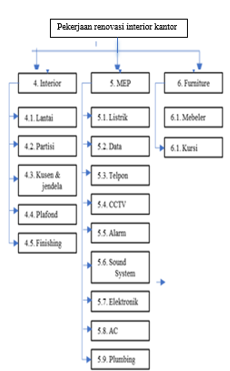 Pekerjaan renovasi interior kantor
4. Interior
5. MEP
6. Furniture
4.1. Lantai
5.1. Listrik
6.1. Mebeler
4.2. Partisi
5.2. Data
6.1. Kursi
4.3. Kusen &
jendela
5.3. Telpon
4.4. Plafond
5.4. CCTV
4.5. Finishing
5.5. Alarm
5.6. Sound
System
5.7. Elektronik
5.8. AC
5.9. Plumbing